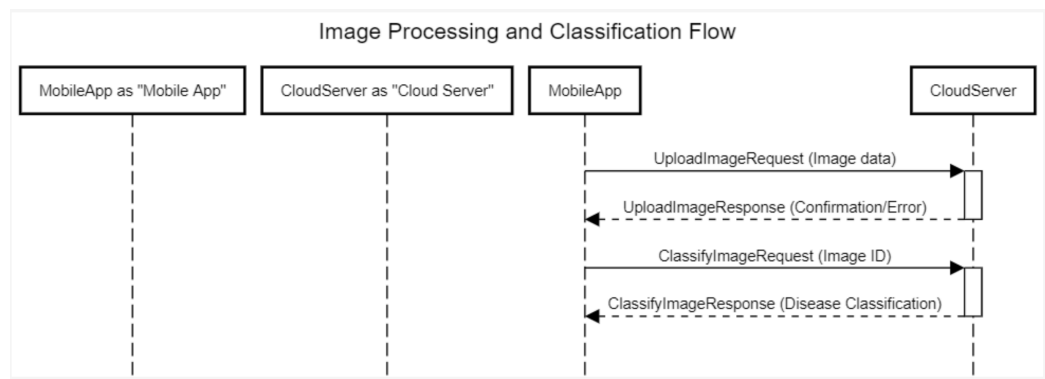 Image Processing and Classification Flow
MobileApp as "Mobile App"
CloudServer as "Cloud Server"
MobileApp
CloudServer
UploadImageRequest (Image data)
UploadImageResponse (Confirmation/Error)
ClassifyImageRequest (Image ID)
ClassifyImageResponse (Disease Classification)